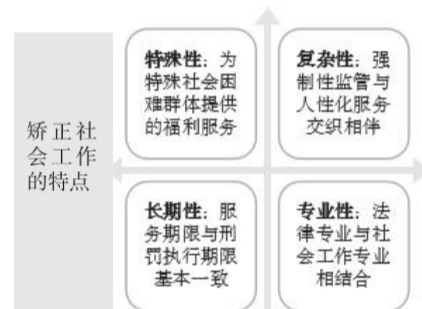 矫正社
会工作
的特点
特殊性：为
特殊社会困
难群体提供
的福利服务
复杂性：强
制性监管与
人性化服务
交织相伴
长期性：服
务期限与刑
罚执行期限
基本一致
专业性：法
律专业与社
会工作专业
相结合